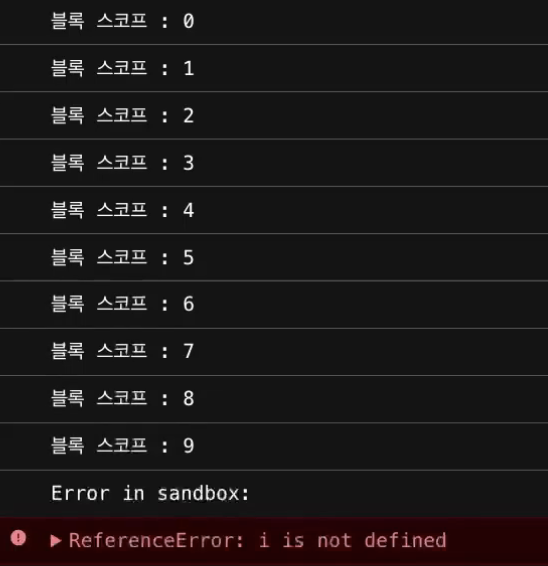 블록 스코프 : 0
블록 스코프 : 1
블록 스코프 : 2
블록 스코프 : 3
블록 스코프 : 4
블록 스코프 : 5
블록 스코프 : 6
블록 스코프 : 7
블록 스코프 : 8
블록 스코프 : 9
Error in sandbox:
ReferenceError: i is not defined